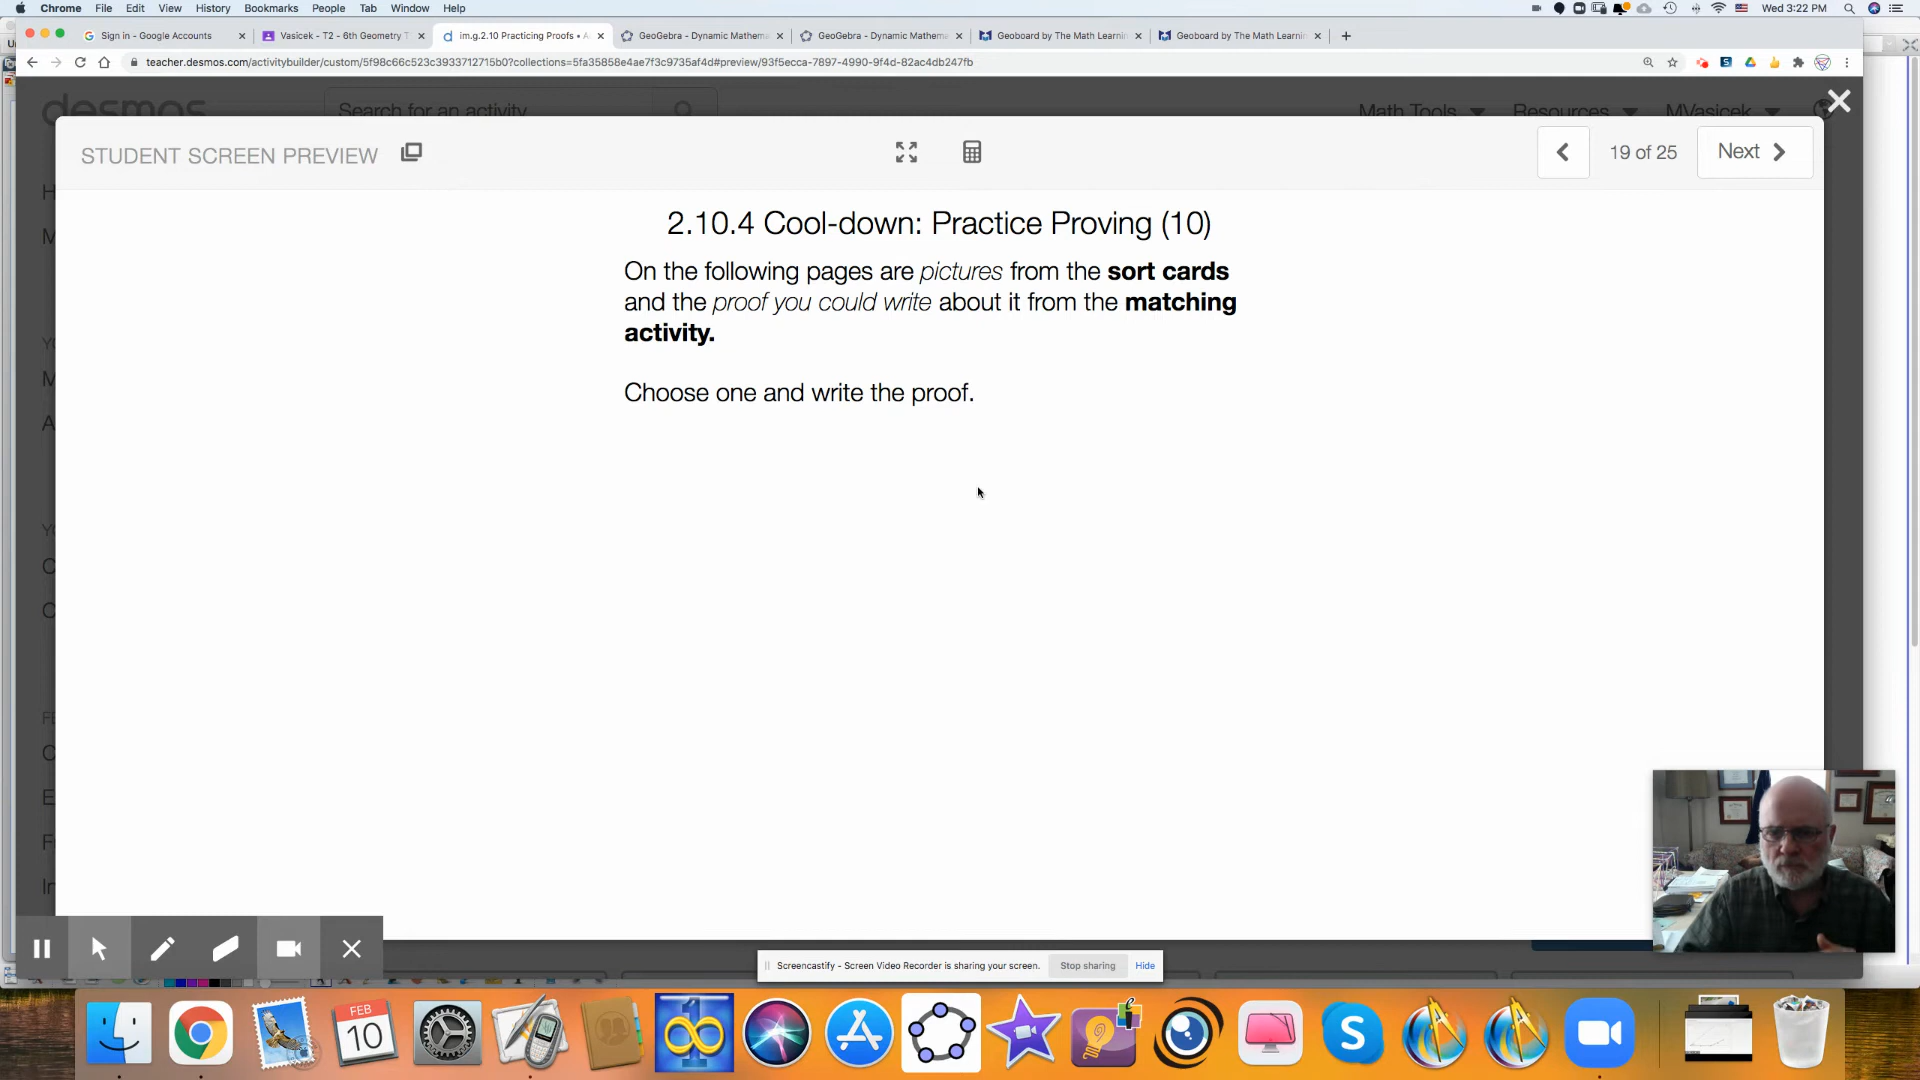 Chrome File Edit View History Bookmarks People Tab Window Help Wed 3:22 PM
Sign in - Google Accounts Vasicek - T2 - 6th Geometry T im.g.2.10 Practicing Proofs • A GeoGebra - Dynamic Mathema GeoGebra - Dynamic Mathema Geoboard by The Math Learning Geoboard by The Math Learnin
teacher.desmos.com/activitybuilder/custom/5f98c66c523c3933712715b0?collections=5fa35858e4ae7f3c9735af4d#preview/93f5ecca-7897-4990-9f4d-82ac4db247fb
desmos Search for an activity Math Tools Resources MVasicek
STUDENT SCREEN PREVIEW 19 of 25 Next
2.10.4 Cool-down: Practice Proving (10)
On the following pages are pictures from the sort cards
and the proof you could write about it from the matching
activity.
Choose one and write the proof.
Screencastify - Screen Video Recorder is sharing your screen. Stop sharing Hide
FEB
10